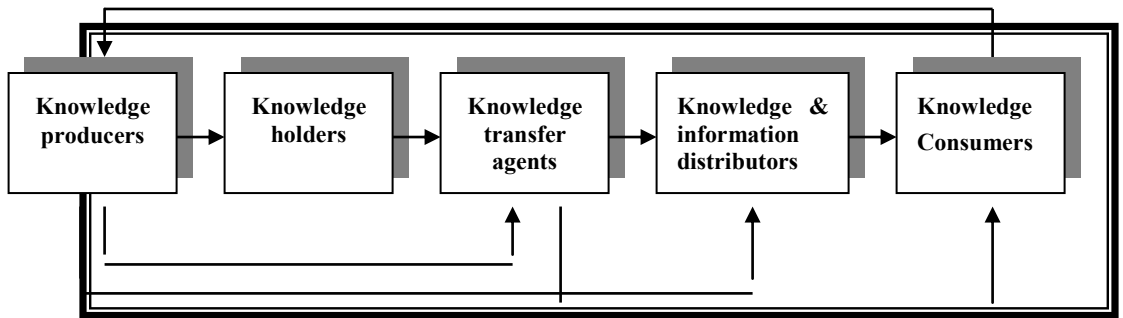 Knowledge
producers
Knowledge
holders
Knowledge
transfer
agents
Knowledge &
information
distributors
Knowledge
Consumers